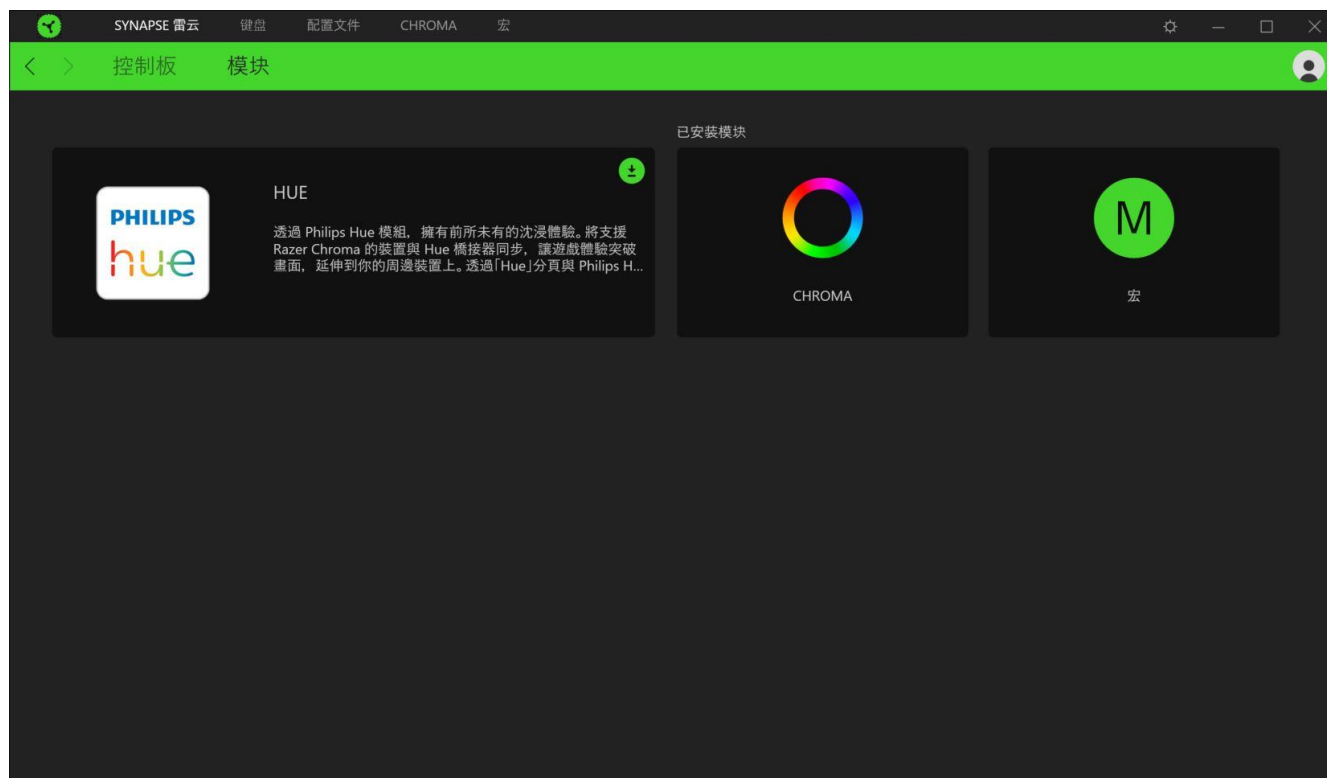 SYNAPSE 雷云 键盘 配置文件 CHROMA 宏
控制板 模块
已安装模块
PHILIPS
hue
HUE
透過 Philips Hue 模組，擁有前所未有的沈浸體驗。將支援
Razer Chroma 的裝置與 Hue 橋接器同步，讓遊戲體驗突破
畫面，延伸到你的周邊裝置上。透過「Hue」分頁與 Philips H...
CHROMA
M
宏